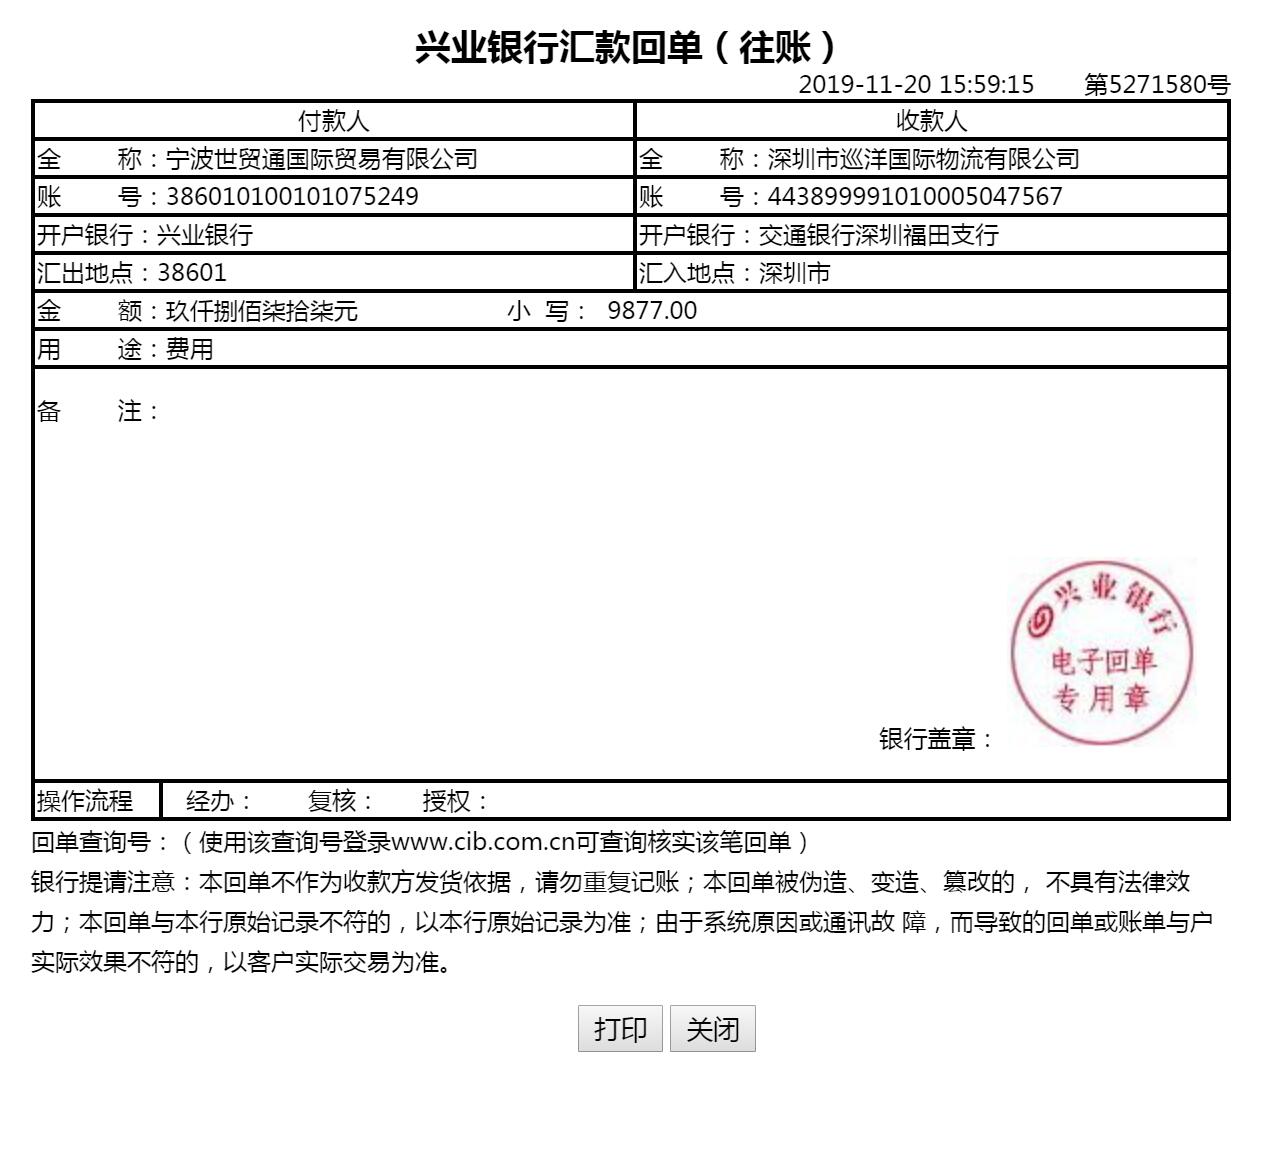 兴业银行汇款回单（往账）
2019-11-20 15:59:15 第5271580号
付款人 收款人
全 称：宁波世贸通国际贸易有限公司 全 称：深圳市巡洋国际物流有限公司
账 号：386010100101075249 账 号：443899991010005047567
开户银行：兴业银行 开户银行：交通银行深圳福田支行
汇出地点：38601 汇入地点：深圳市
金 额：玖仟捌佰柒拾柒元 小 写： 9877.00
用 途：费用
备 注：
兴业银行
电子回单
专用章
银行盖章：
操作流程 经办： 复核： 授权：
回单查询号：（使用该查询号登录www.cib.com.cn可查询核实该笔回单）
银行提请注意：本回单不作为收款方发货依据，请勿重复记账；本回单被伪造、变造、篡改的， 不具有法律效
力；本回单与本行原始记录不符的，以本行原始记录为准；由于系统原因或通讯故 障，而导致的回单或账单与户
实际效果不符的，以客户实际交易为准。
打印 关闭